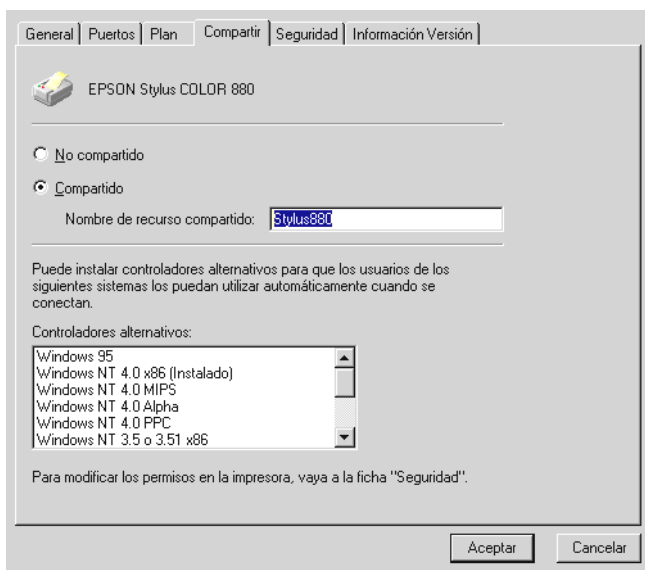 General Puertos Plan Compartir Seguridad Información Versión
EPSON Stylus COLOR 880
No compartido
Compartido
Nombre de recurso compartido: Stylus880
Puede instalar controladores alternativos para que los usuarios de los
siguientes sistemas los puedan utilizar automáticamente cuando se
conectan.
Controladores alternativos:
Windows 95
Windows NT 4.0 x86 (Instalado)
Windows NT 4.0 MIPS
Windows NT 4.0 Alpha
Windows NT 4.0 PPC
Windows NT 3.5 o 3.51 x86
Para modificar los permisos en la impresora, vaya a la ficha "Seguridad".
Aceptar Cancelar